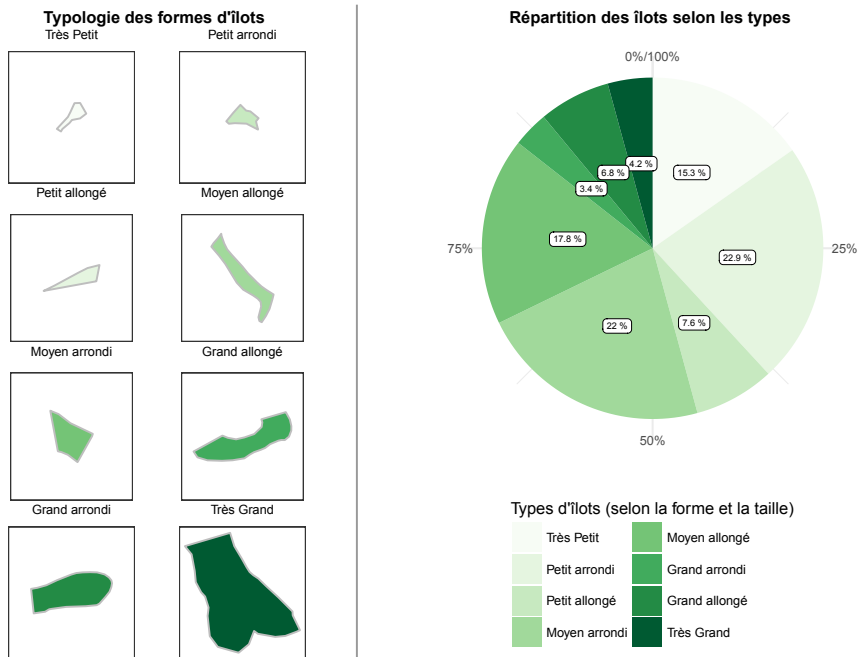 Typologie des formes d'îlots
Très Petit
Petit arrondi
Petit allongé
Moyen allongé
Moyen arrondi
Grand allongé
Grand arrondi
Très Grand
Répartition des îlots selon les types
0%/100%
4.2 %
15.3 %
6.8 %
3.4 %
17.8 %
75%
25%
22.9 %
22 %
7.6 %
50%
Types d'îlots (selon la forme et la taille)
Très Petit
Moyen allongé
Petit arrondi
Grand arrondi
Petit allongé
Grand allongé
Moyen arrondi
Très Grand